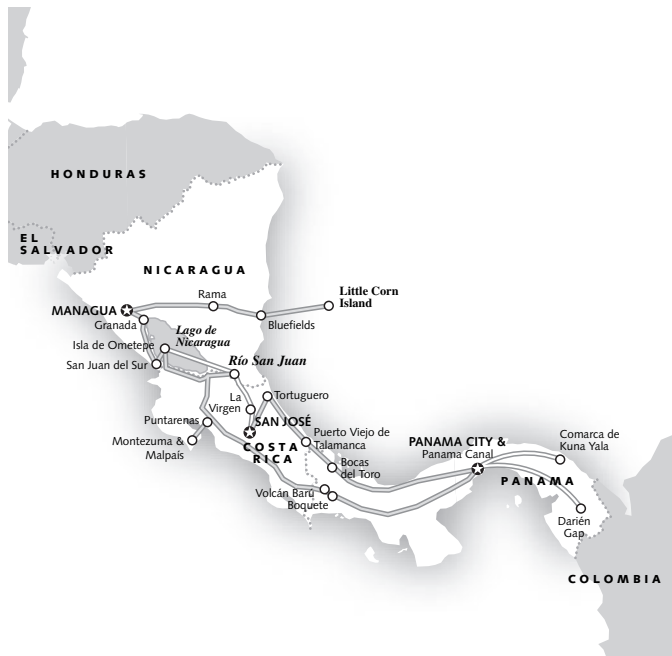 HONDURAS
EL
SALVADOR
NICARAGUA
Little Corn
Island
Rama
MANAGUA
Bluefields
Granada
Lago de
Nicaragua
Isla de Ometepe
San Juan del Sur
Río San Juan
La
Virgen
Tortuguero
Puntarenas
SAN JOSÉ
Montezuma &
Malpaís
COSTA
RICA
Puerto Viejo de
Talamanca
PANAMA CITY &
Panama Canal
Comarca de
Kuna Yala
Bocas
del Toro
PANAMA
Volcán Barú
Boquete
Darién
Gap
COLOMBIA